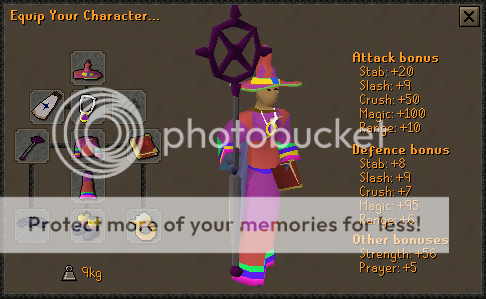 Equip Your Character...
Attack bonus
Stab: +20
Slash: +9
Crush: +50
Magic: +100
Range: +10
photobucket
Defence bonus
Stab: +8
Slash: +9
Crush: +7
Magic: +95
Range: +6
Protect more of your memories for less!
Other bonuses
Strength: +56
Prayer: +5
9kg